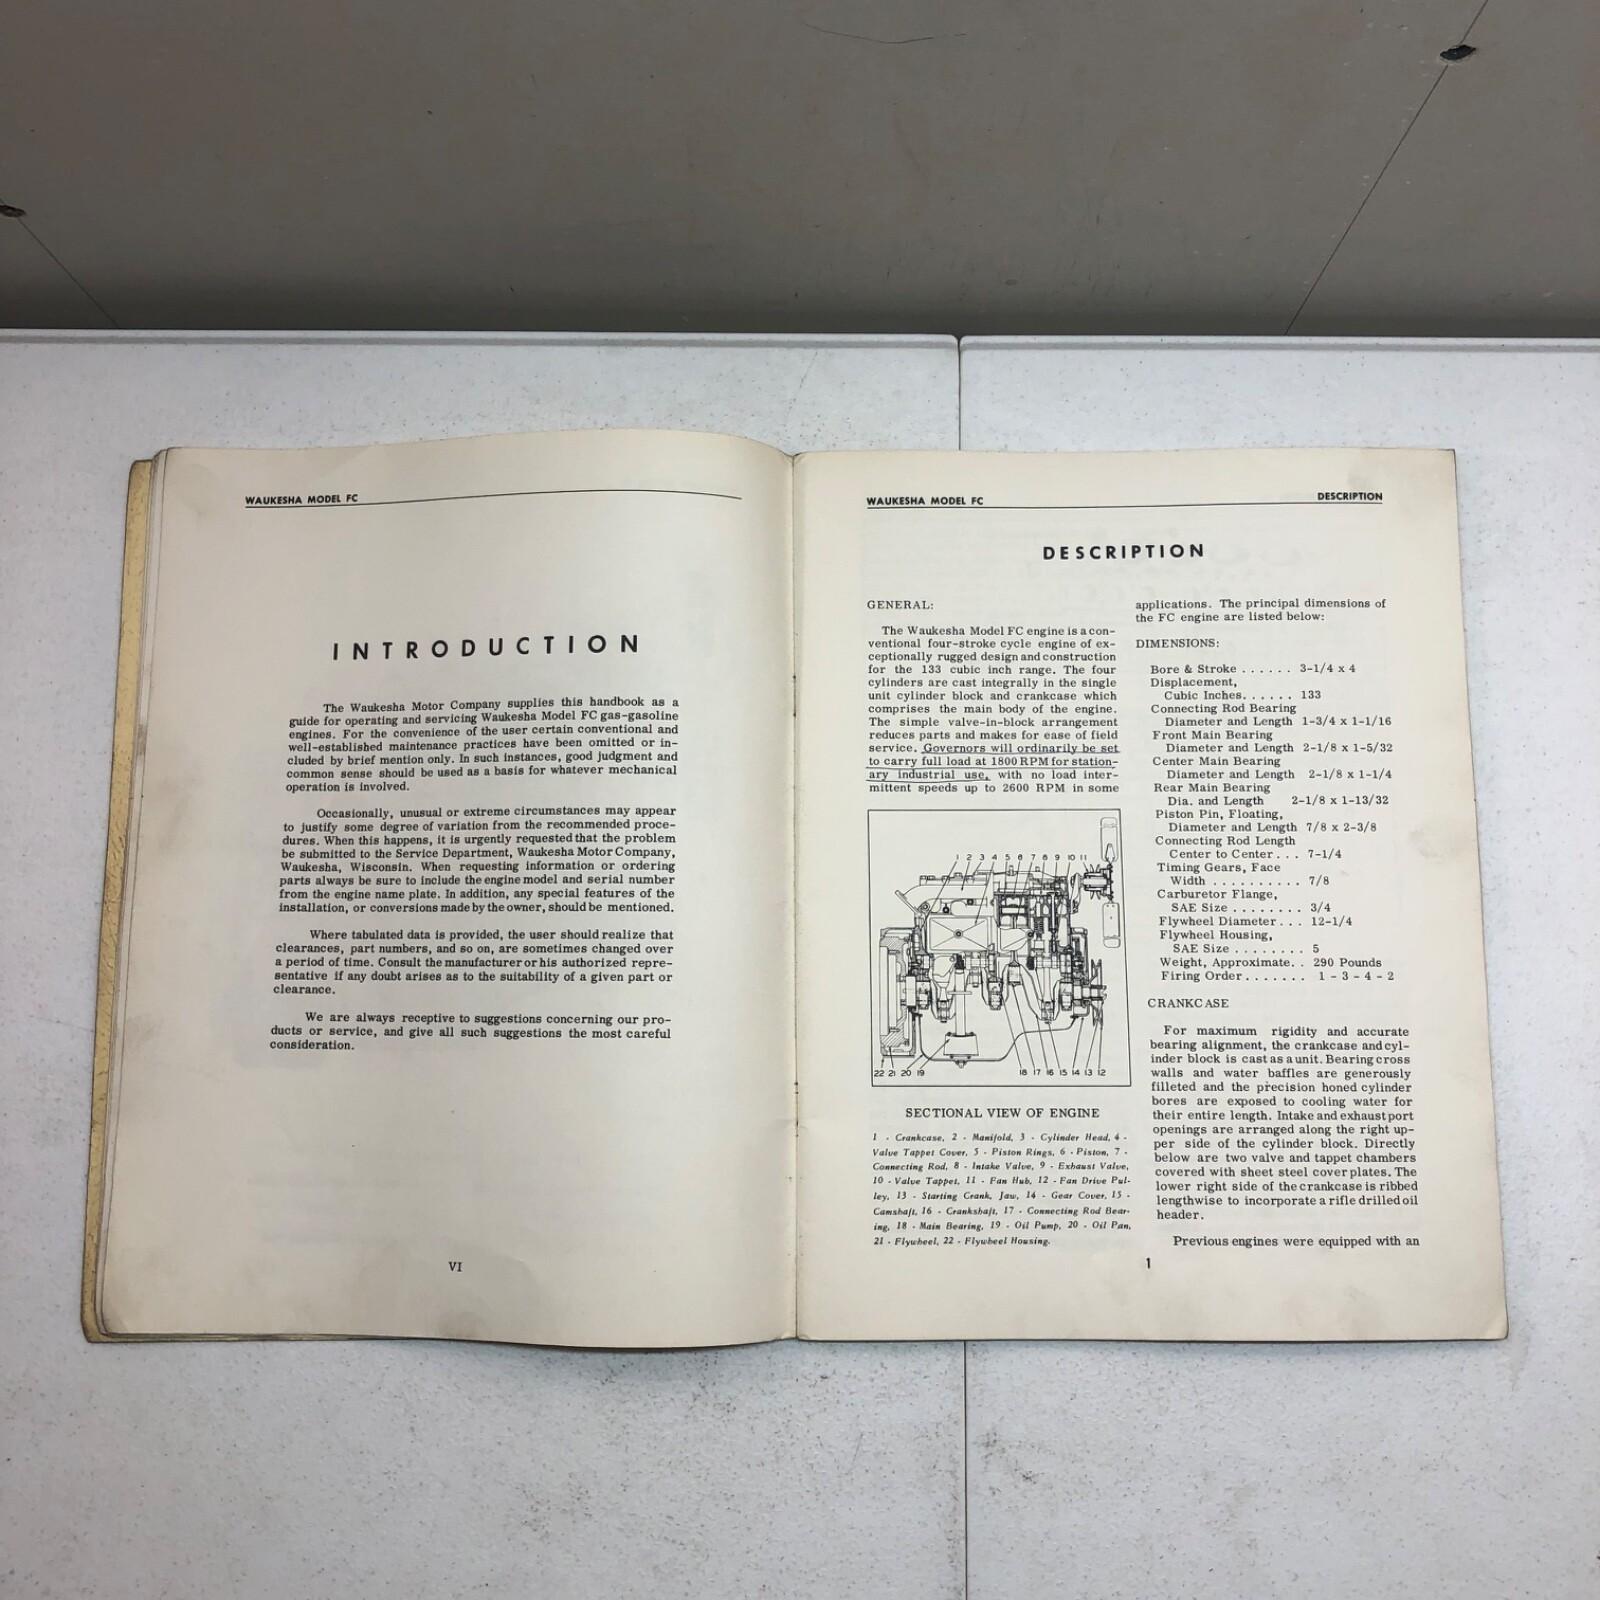 WAUKESHA MODEL FC
INTRODUCTION
The Waukesha Motor Company supplies this handbook as a
guide for operating and servicing Waukesha Model FC gas-gasoline
engines. For the convenience of the user certain conventional and
well-established maintenance practices have been omitted or in-
cluded by brief mention only. In such instances, good judgment and
common sense should be used as a basis for whatever mechanical
operation is involved.
Occasionally, unusual or extreme circumstances may appear
to justify some degree of variation from the recommended proce-
dures. When this happens, it is urgently requested that the problem
be submitted to the Service Department, Waukesha Motor Company,
Waukesha, Wisconsin. When requesting information or ordering
parts always be sure to include the engine model and serial number
from the engine name plate. In addition, any special features of the
installation, or conversions made by the owner, should be mentioned.
Where tabulated data is provided, the user should realize that
clearances, part numbers, and so on, are sometimes changed over
a period of time. Consult the manufacturer or his authorized repre-
sentative if any doubt arises as to the suitability of a given part or
clearance.
We are always receptive to suggestions concerning our pro-
ducts or service, and give all such suggestions the most careful
consideration.
VI
WAUKESHA MODEL FC DESCRIPTION
DESCRIPTION
GENERAL:
The Waukesha Model FC engine is a con-
ventional four-stroke cycle engine of ex-
ceptionally rugged design and construction
for the 133 cubic inch range. The four
cylinders are cast integrally in the single
unit cylinder block and crankcase which
comprises the main body of the engine.
The simple valve-in-block arrangement
reduces parts and makes for ease of field
service. Governors will ordinarily be set
to carry full load at 1800 RPM for station-
ary industrial use, with no load inter-
mittent speeds up to 2600 RPM in some
1 2 3 4 5 6 7 8 9 10 11
22 21 20 19 18 17 16 15 14 13 12
SECTIONAL VIEW OF ENGINE
1 - Crankcase, 2 - Manifold, 3 - Cylinder Head, 4 -
Valve Tappet Cover, 5 - Piston Rings, 6 - Piston, 7 -
Connecting Rod, 8 - Intake Valve, 9 - Exhaust Valve,
10 - Valve Tappet, 11 - Fan Hub, 12 - Fan Drive Pul-
ley, 13 - Starting Crank, Jaw, 14 - Gear Cover, 15 -
Camshaft, 16 - Crankshaft, 17 - Connecting Rod Bear-
ing, 18 - Main Bearing, 19 - Oil Pump, 20 - Oil Pan,
21 - Flywheel, 22 - Flywheel Housing.
applications. The principal dimensions of
the FC engine are listed below:
DIMENSIONS:
Bore & Stroke . . . . . . 3-1/4 x 4
Displacement,
Cubic Inches. . . . . . 133
Connecting Rod Bearing
Diameter and Length 1-3/4 x 1-1/16
Front Main Bearing
Diameter and Length 2-1/8 x 1-5/32
Center Main Bearing
Diameter and Length 2-1/8 x 1-1/4
Rear Main Bearing
Dia. and Length 2-1/8 x 1-13/32
Piston Pin, Floating,
Diameter and Length 7/8 x 2-3/8
Connecting Rod Length
Center to Center . . . 7-1/4
Timing Gears, Face
Width . . . . . . . . . . 7/8
Carburetor Flange,
SAE Size . . . . . . . . 3/4
Flywheel Diameter . . . 12-1/4
Flywheel Housing,
SAE Size . . . . . . . . 5
Weight, Approximate. . 290 Pounds
Firing Order. . . . . . . 1 - 3 - 4 - 2
CRANKCASE
For maximum rigidity and accurate
bearing alignment, the crankcase and cyl-
inder block is cast as a unit. Bearing cross
walls and water baffles are generously
filleted and the precision honed cylinder
bores are exposed to cooling water for
their entire length. Intake and exhaust port
openings are arranged along the right up-
per side of the cylinder block. Directly
below are two valve and tappet chambers
covered with sheet steel cover plates. The
lower right side of the crankcase is ribbed
lengthwise to incorporate a rifle drilled oil
header.
Previous engines were equipped with an
1